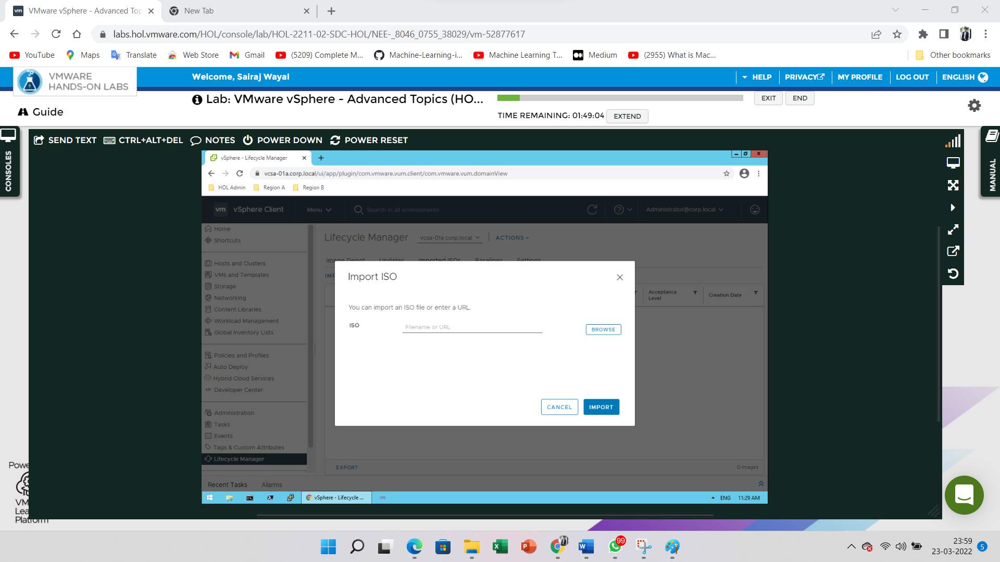 VMware vSphere - Advanced Top
New Tab
labs.hol.vmware.com/HOL/console/lab/HOL-2211-02-SDC-HOL/NEE-_8046_0755_38029/vm-52877617
YouTube
Maps
Translate
Web Store
Gmail
(5209) Complete M...
Machine-Learning-i...
Machine Learning T...
Medium
(2955) What is Mac...
Other bookmarks
VMWARE
HANDS-ON LABS
Welcome, Sairaj Wayal
HELP
PRIVACY
MY PROFILE
LOG OUT
ENGLISH
Lab: VMware vSphere - Advanced Topics (HO...
EXIT
END
Guide
TIME REMAINING: 01:49:04
EXTEND
CONSOLES
SEND TEXT
CTRL+ALT+DEL
NOTES
POWER DOWN
POWER RESET
MANUAL
vSphere - Lifecycle Manager
vcsa-01a.corp.local/ui/app/plugin/com.vmware.vum.client/com.vmware.vum.domainView
HOL Admin
Region A
Region B
vm
vSphere Client
Menu
Search in all environments
Administrator@corp.local
Home
Shortcuts
Hosts and Clusters
VMs and Templates
Storage
Networking
Content Libraries
Workload Management
Global Inventory Lists
Policies and Profiles
Auto Deploy
Hybrid Cloud Services
Developer Center
Administration
Tasks
Events
Tags & Custom Attributes
Lifecycle Manager
Lifecycle Manager
vcsa-01a.corp.local
ACTIONS
Image Depot
Updates
Imported ISOs
Baselines
Settings
IMP
Acceptance
Level
Creation Date
Import ISO
You can import an ISO file or enter a URL.
ISO
Filename or URL
BROWSE
CANCEL
IMPORT
EXPORT
0 Images
Recent Tasks
Alarms
vSphere - Lifecycle ...
ENG
11:29 AM
Powe
VM
Lea
Platform
99
23:59
23-03-2022
5